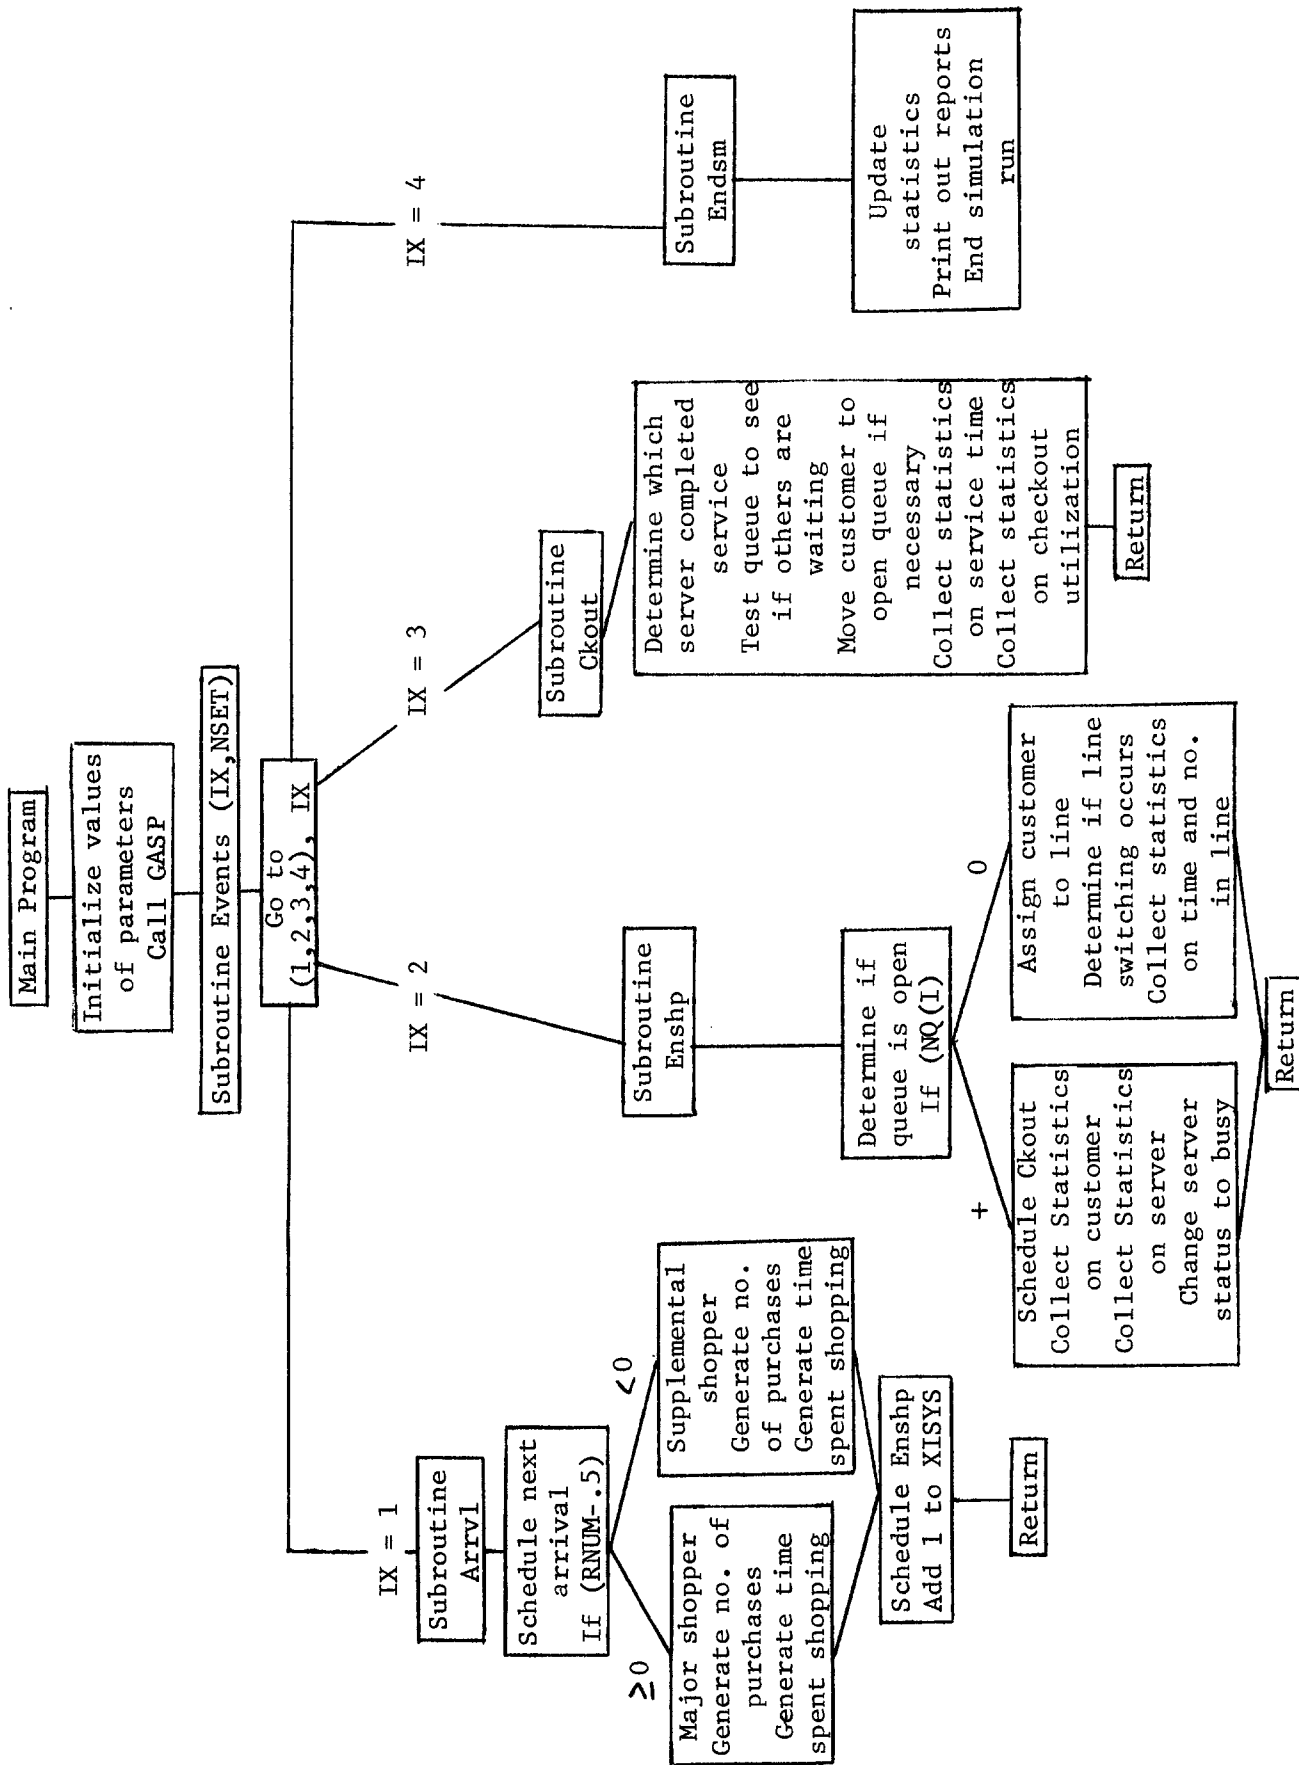 Main Program
Initialize values
of parameters
Call GASP
Subroutine Events (IX,NSET)
Go to
(1,2,3,4), IX
IX = 1
Subroutine
Arrvl
Schedule next
arrival
If (RNUM-.5)
≥0
<0
Major shopper
Generate no. of
purchases
Generate time
spent shopping
Supplemental
shopper
Generate no.
of purchases
Generate time
spent shopping
Schedule Enshp
Add 1 to XISYS
Return
IX = 2
Subroutine
Enshp
Determine if
queue is open
If (NQ(I)
+
0
Schedule Ckout
Collect Statistics
on customer
Collect Statistics
on server
Change server
status to busy
Assign customer
to line
Determine if line
switching occurs
Collect statistics
on time and no.
in line
Return
IX = 3
Subroutine
Ckout
Determine which
server completed
service
Test queue to see
if others are
waiting
Move customer to
open queue if
necessary
Collect statistics
on service time
Collect statistics
on checkout
utilization
Return
IX = 4
Subroutine
Endsm
Update
statistics
Print out reports
End simulation
run